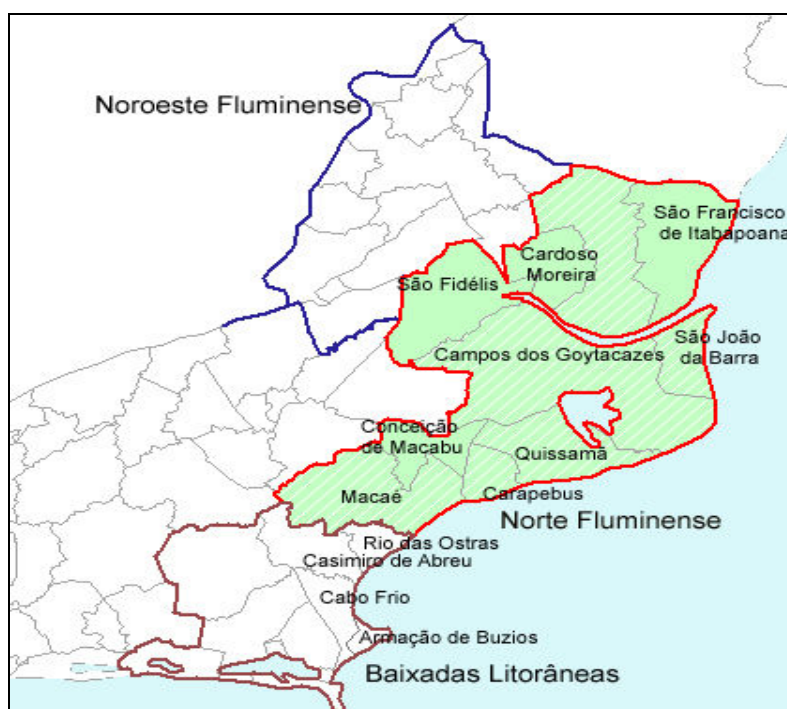 Noroeste Fluminense
São Francisco
de Itabapoana
Cardoso
Moreira
São Fidélis
São João
da Barra
Campos dos Goytacazes
Conceição
de Macabu
Quissamã
Macaé
Carapebus
Norte Fluminense
Rio das Ostras
Casimiro de Abreu
Cabo Frio
Armação de Buzios
Baixadas Litorâneas